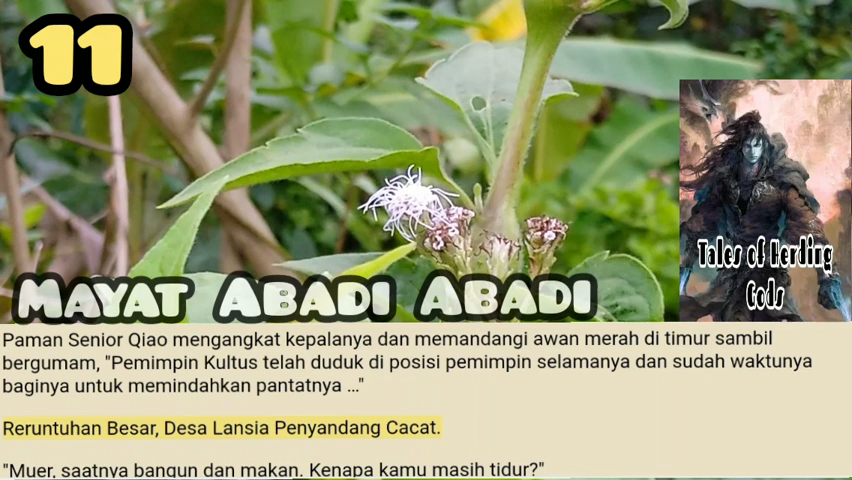 11
Tales of Herding
Gods
MAYAT ABADI ABADI
Paman Senior Qiao mengangkat kepalanya dan memandangi awan merah di timur sambil
bergumam, "Pemimpin Kultus telah duduk di posisi pemimpin selamanya dan sudah waktunya
baginya untuk memindahkan pantatnya ..."
Reruntuhan Besar, Desa Lansia Penyandang Cacat.
"Muer, saatnya bangun dan makan. Kenapa kamu masih tidur?"